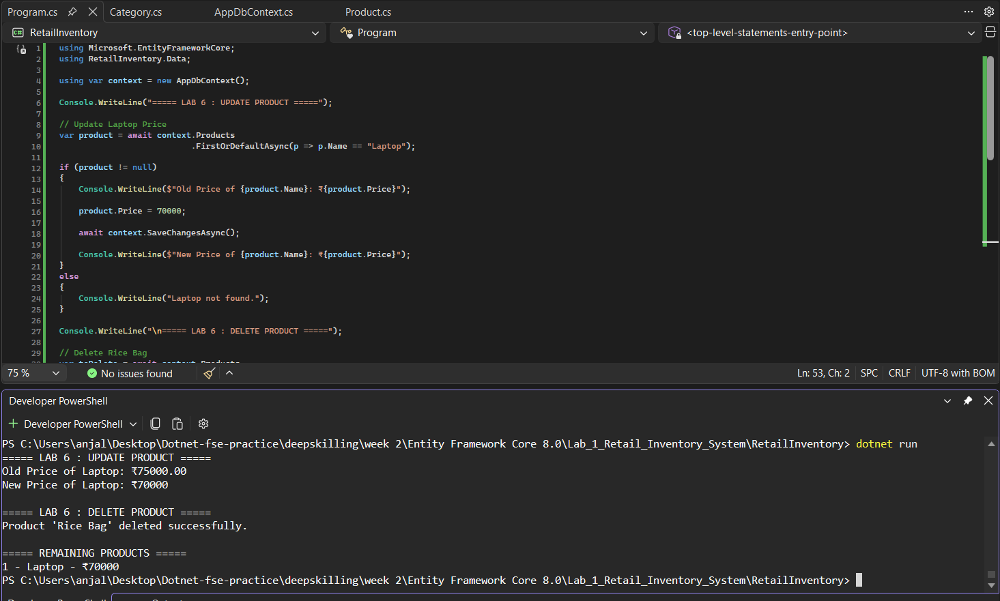 Program.cs Category.cs AppDbContext.cs Product.cs
C# RetailInventory Program <top-level-statements-entry-point>
1 using Microsoft.EntityFrameworkCore;
2 using RetailInventory.Data;
3
4 using var context = new AppDbContext();
5
6 Console.WriteLine("===== LAB 6 : UPDATE PRODUCT =====");
7
8 // Update Laptop Price
9 var product = await context.Products
10 .FirstOrDefaultAsync(p => p.Name == "Laptop");
11
12 if (product != null)
13 {
14 Console.WriteLine($"Old Price of {product.Name}: ₹{product.Price}");
15
16 product.Price = 70000;
17
18 await context.SaveChangesAsync();
19
20 Console.WriteLine($"New Price of {product.Name}: ₹{product.Price}");
21 }
22 else
23 {
24 Console.WriteLine("Laptop not found.");
25 }
26
27 Console.WriteLine("\n===== LAB 6 : DELETE PRODUCT =====");
28
29 // Delete Rice Bag
75 % No issues found Ln: 53, Ch: 2 SPC CRLF UTF-8 with BOM
Developer PowerShell
+ Developer PowerShell
PS C:\Users\anjal\Desktop\Dotnet-fse-practice\deepskilling\week 2\Entity Framework Core 8.0\Lab_1_Retail_Inventory_System\RetailInventory> dotnet run
===== LAB 6 : UPDATE PRODUCT =====
Old Price of Laptop: ₹75000.00
New Price of Laptop: ₹70000

===== LAB 6 : DELETE PRODUCT =====
Product 'Rice Bag' deleted successfully.

===== REMAINING PRODUCTS =====
1 - Laptop - ₹70000
PS C:\Users\anjal\Desktop\Dotnet-fse-practice\deepskilling\week 2\Entity Framework Core 8.0\Lab_1_Retail_Inventory_System\RetailInventory>